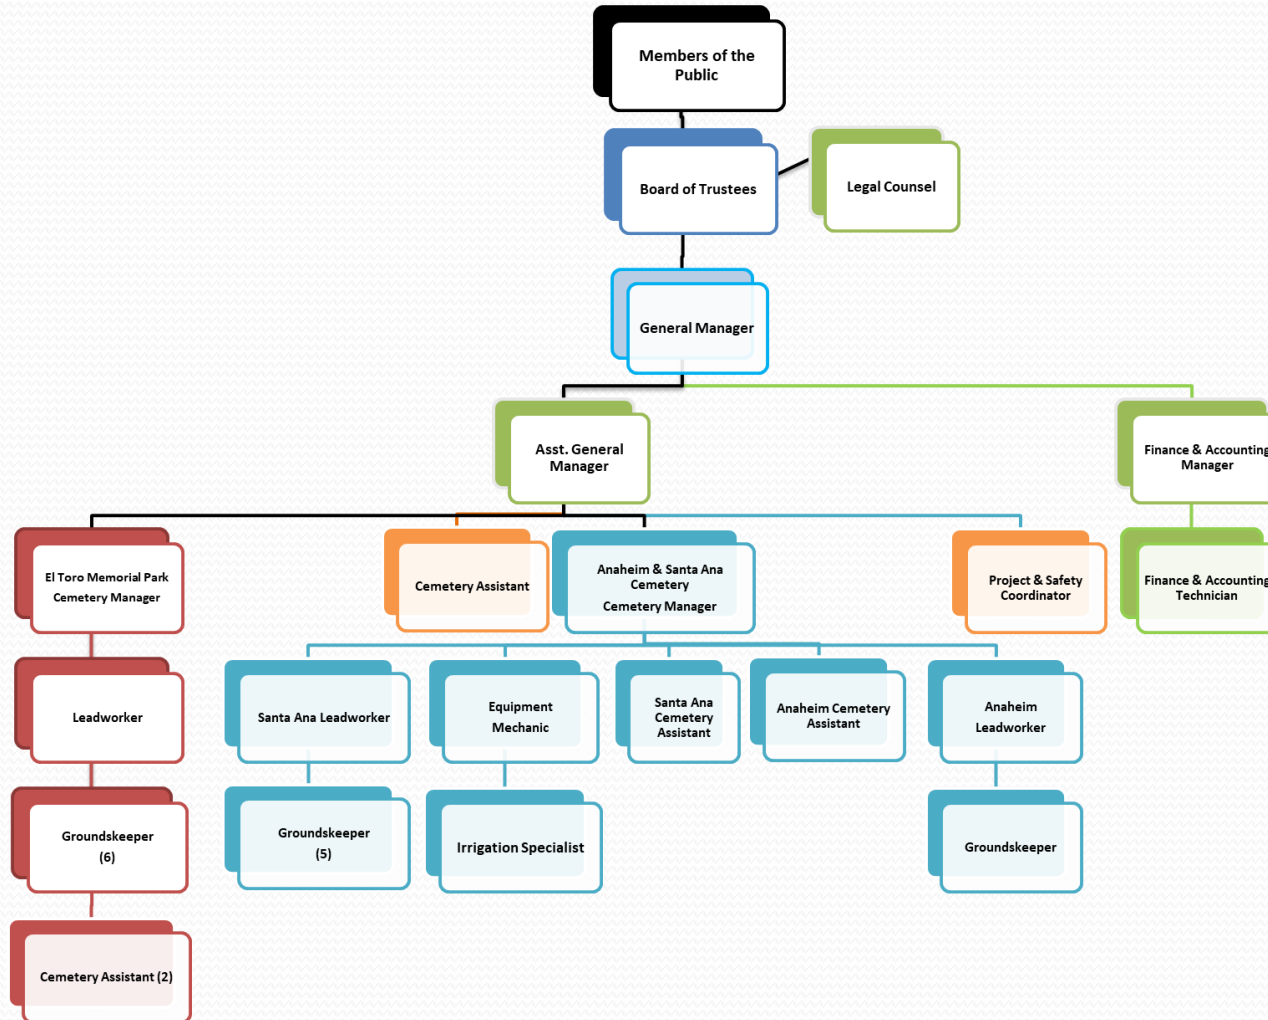 Members of the
Public
Board of Trustees
Legal Counsel
General Manager
Asst. General
Manager
Finance & Accounting
Manager
El Toro Memorial Park
Cemetery Manager
Cemetery Assistant
Anaheim & Santa Ana
Cemetery
Cemetery Manager
Project & Safety
Coordinator
Finance & Accounting
Technician
Leadworker
Santa Ana Leadworker
Equipment
Mechanic
Santa Ana
Cemetery
Assistant
Anaheim Cemetery
Assistant
Anaheim
Leadworker
Groundskeeper
(6)
Groundskeeper
(5)
Irrigation Specialist
Groundskeeper
Cemetery Assistant (2)